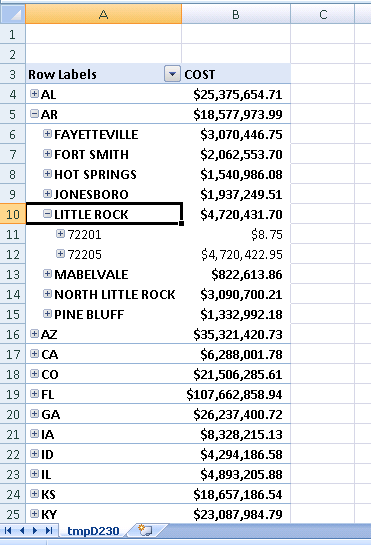 A B C
1
2
3 Row Labels COST
4 AL $25,375,654.71
5 AR $18,577,973.99
6 FAYETTEVILLE $3,070,446.75
7 FORT SMITH $2,062,553.70
8 HOT SPRINGS $1,540,986.08
9 JONESBORO $1,937,249.51
10 LITTLE ROCK $4,720,431.70
11 72201 $8.75
12 72205 $4,720,422.95
13 MABELVALE $822,613.86
14 NORTH LITTLE ROCK $3,090,700.21
15 PINE BLUFF $1,332,992.18
16 AZ $35,321,420.73
17 CA $6,288,001.78
18 CO $21,506,285.61
19 FL $107,662,858.94
20 GA $26,237,400.72
21 IA $8,328,215.13
22 ID $4,294,186.58
23 IL $4,893,205.88
24 KS $18,657,186.54
25 KY $23,087,984.79
tmpD230